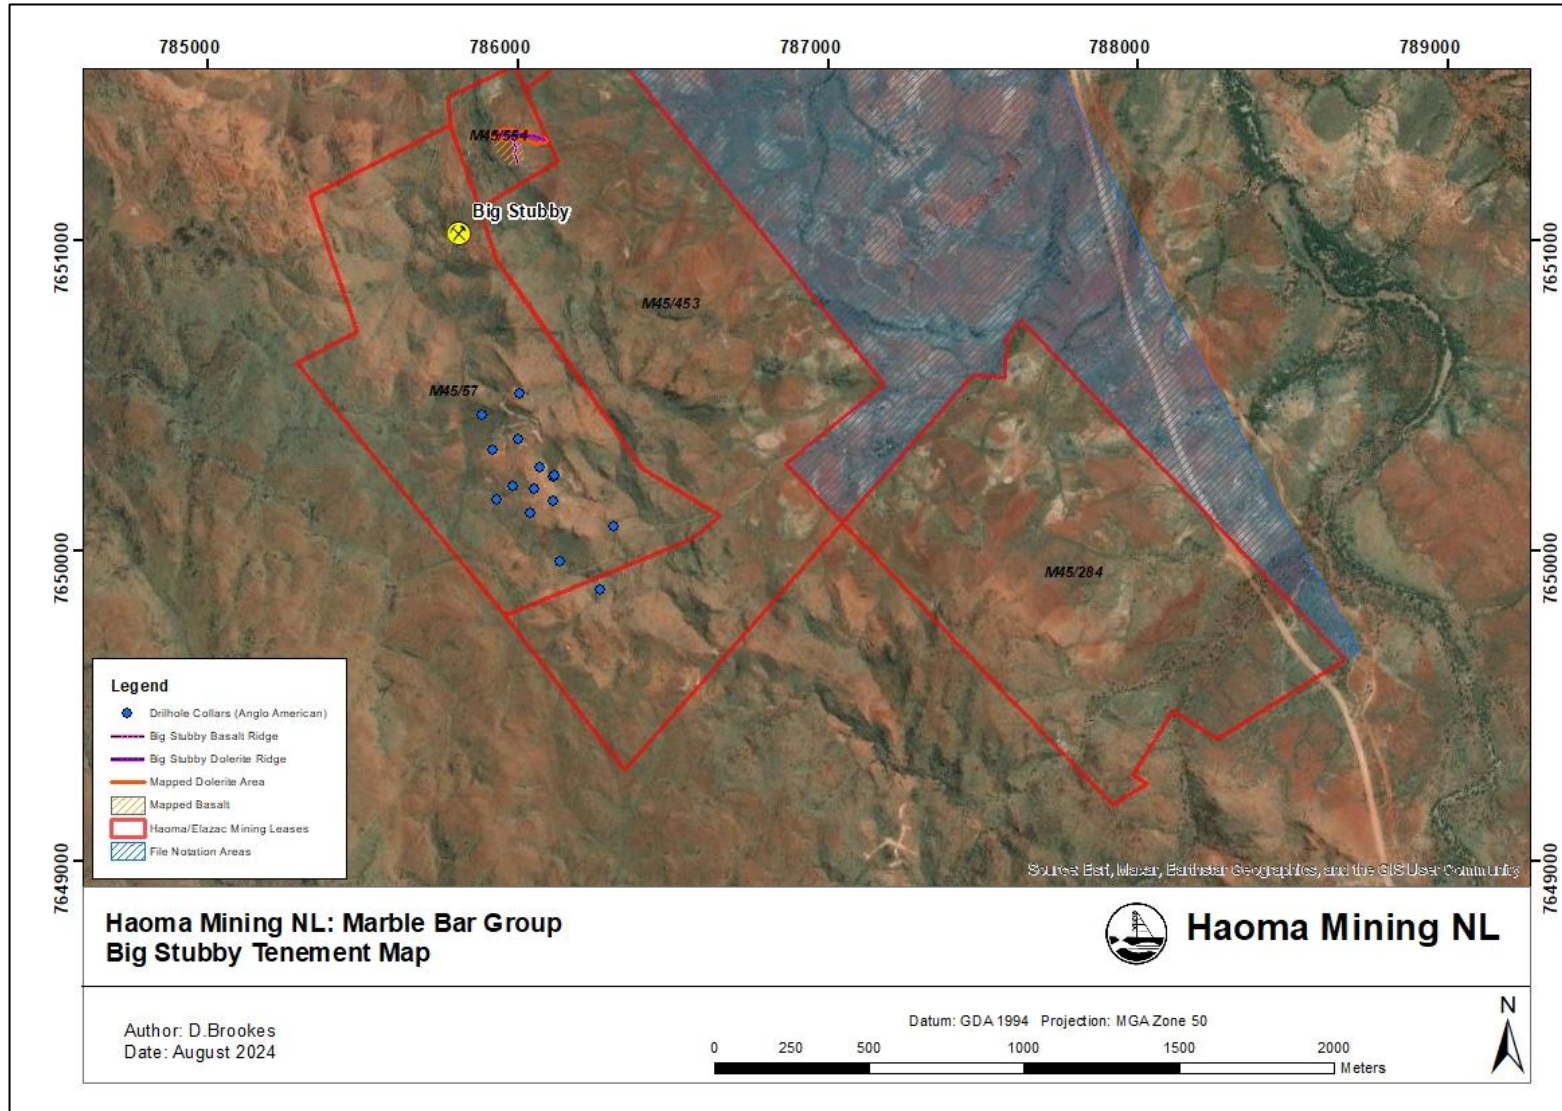 785000 786000 787000 788000 789000
M45/554
Big Stubby
7651000 7651000
M45/453
M45/57
7650000 7650000
M45/284
Legend
Drilhole Collars (Anglo American)
Big Stubby Basalt Ridge
Big Stubby Dolerite Ridge
Mapped Dolerite Area
Mapped Basalt
Haoma/Elazac Mining Leases
File Notation Areas
7649000 7649000
Source: Esri, Maxar, Earthstar Geographics, and the GIS User Community
Haoma Mining NL: Marble Bar Group
Big Stubby Tenement Map
Haoma Mining NL
Author: D.Brookes
Date: August 2024
Datum: GDA 1994 Projection: MGA Zone 50
0 250 500 1000 1500 2000
Meters
N